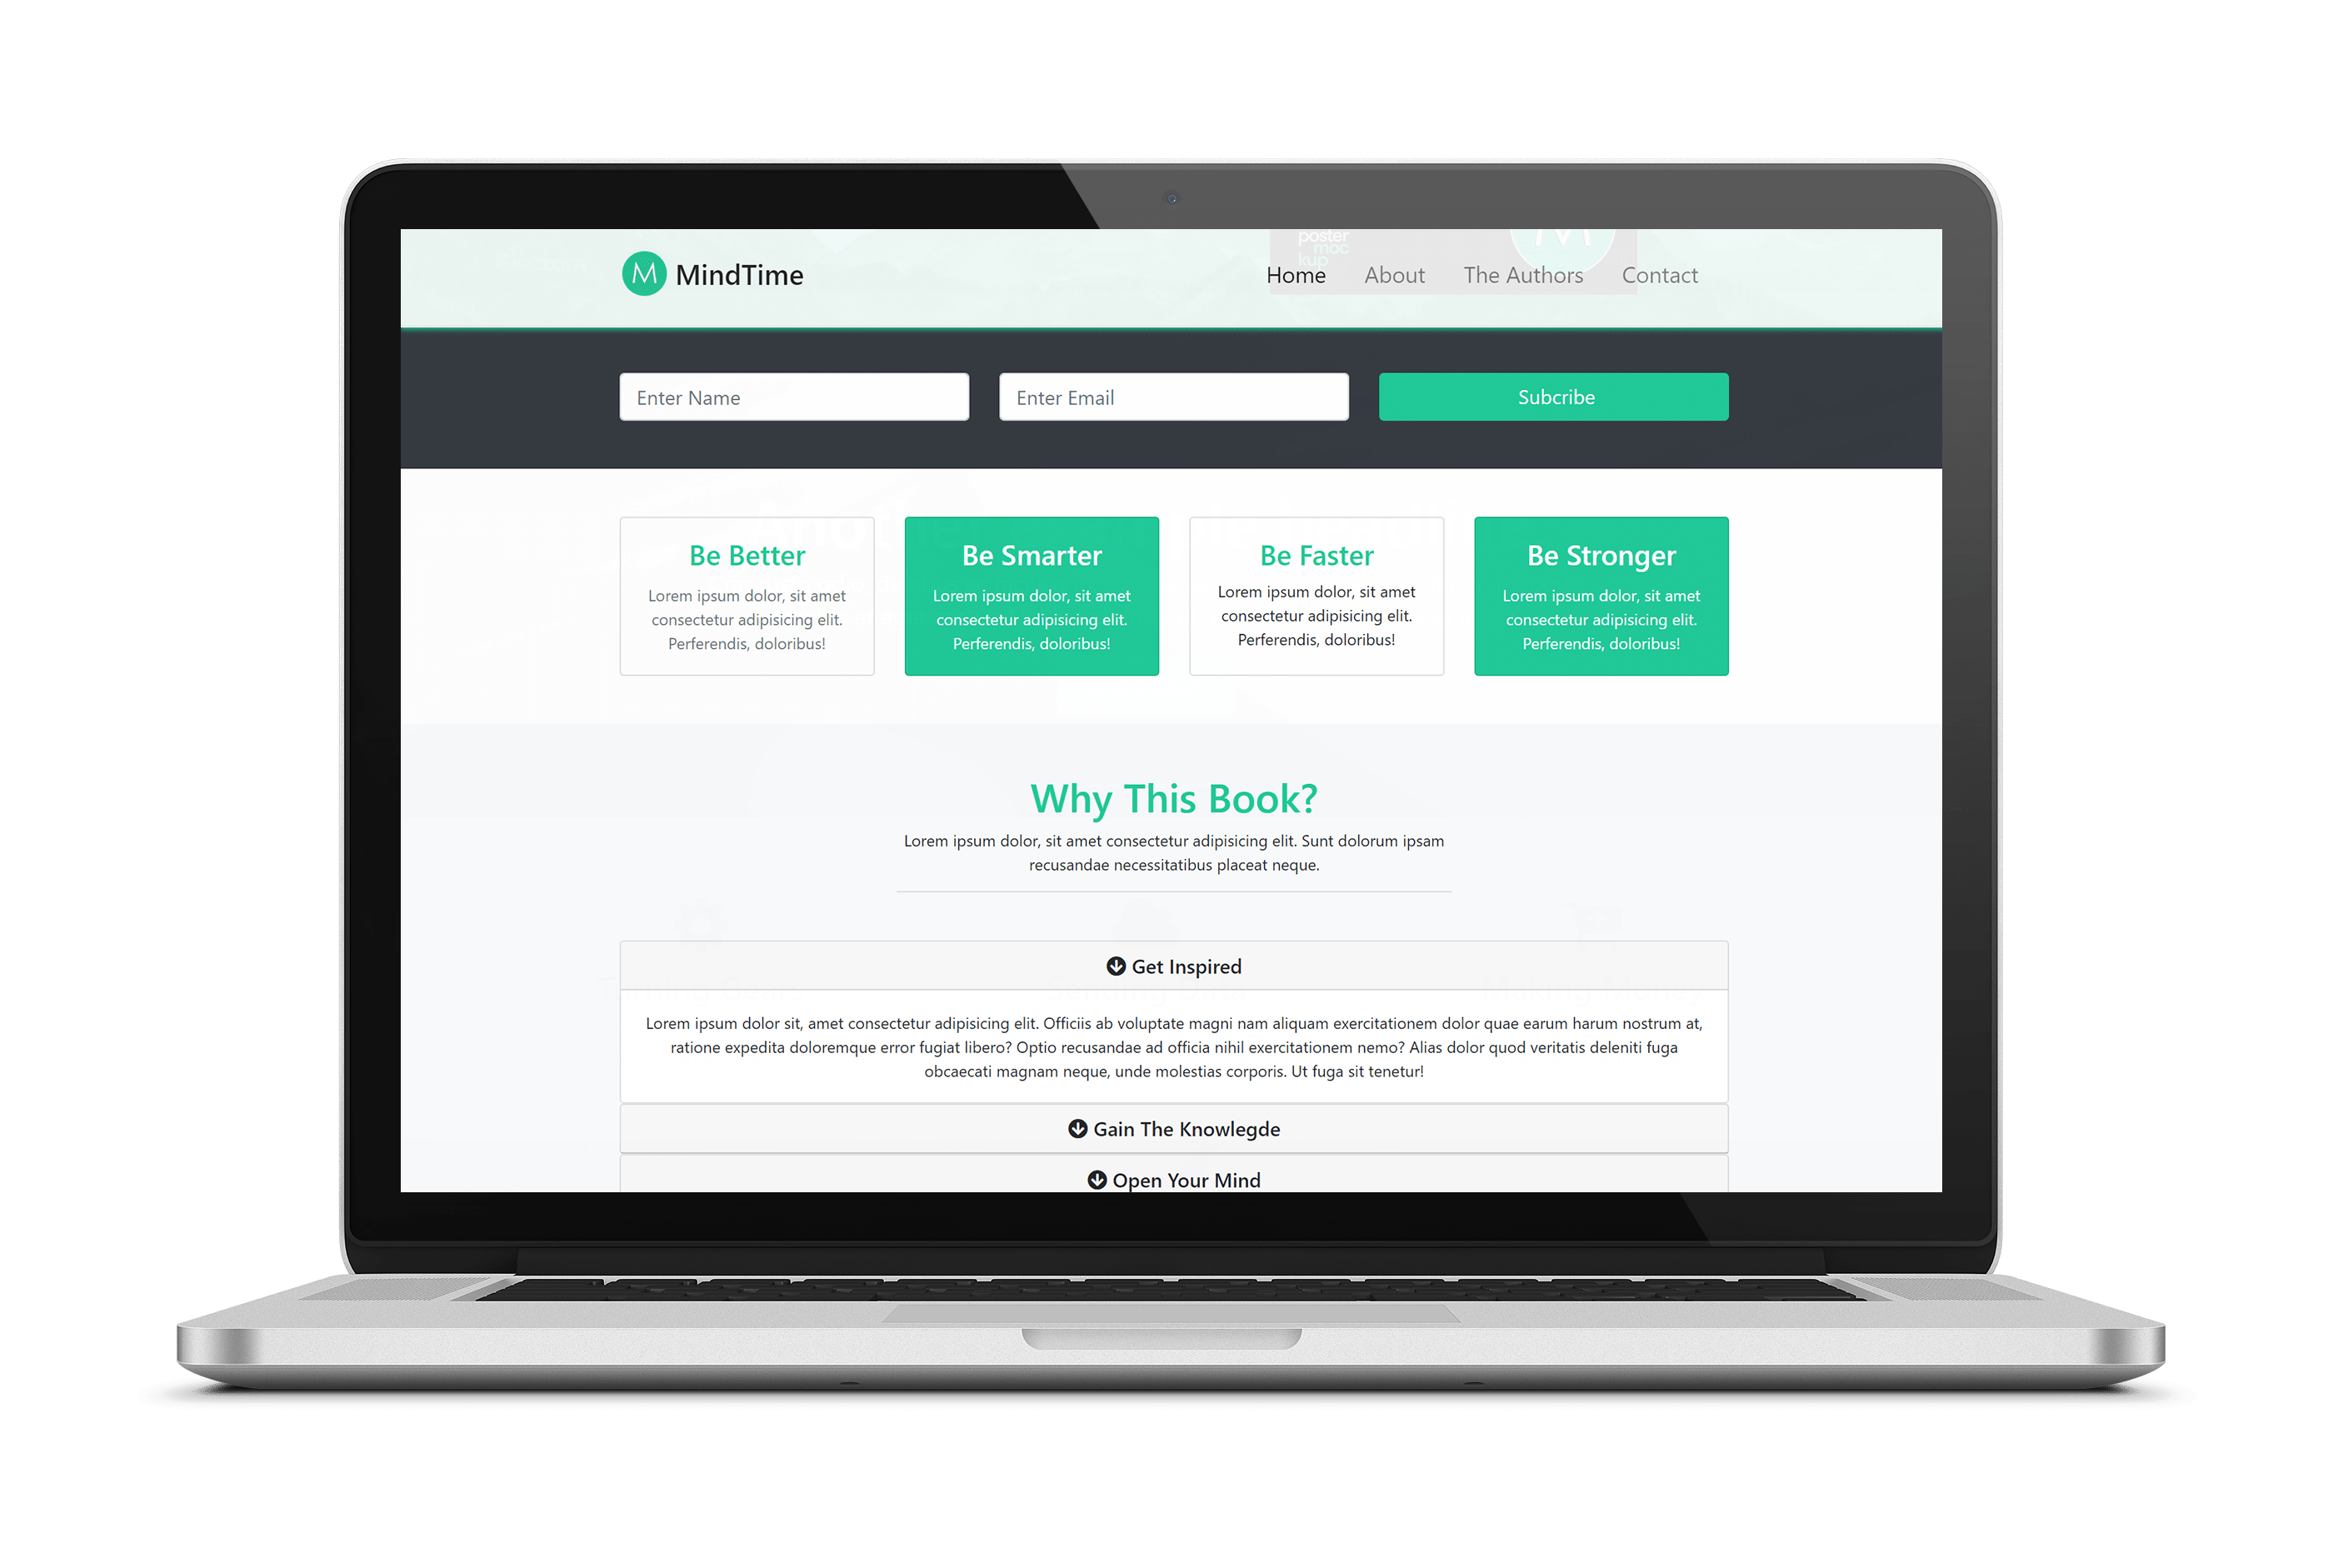 poster
moc
kup
M MindTime
Home About The Authors Contact
Enter Name Enter Email Subcribe
Be Better
Lorem ipsum dolor, sit amet
consectetur adipisicing elit.
Perferendis, doloribus!
Be Smarter
Lorem ipsum dolor, sit amet
consectetur adipisicing elit.
Perferendis, doloribus!
Be Faster
Lorem ipsum dolor, sit amet
consectetur adipisicing elit.
Perferendis, doloribus!
Be Stronger
Lorem ipsum dolor, sit amet
consectetur adipisicing elit.
Perferendis, doloribus!
Why This Book?
Lorem ipsum dolor, sit amet consectetur adipisicing elit. Sunt dolorum ipsam
recusandae necessitatibus placeat neque.
Get Inspired
Lorem ipsum dolor sit, amet consectetur adipisicing elit. Officiis ab voluptate magni nam aliquam exercitationem dolor quae earum harum nostrum at,
ratione expedita doloremque error fugiat libero? Optio recusandae ad officia nihil exercitationem nemo? Alias dolor quod veritatis deleniti fuga
obcaecati magnam neque, unde molestias corporis. Ut fuga sit tenetur!
Gain The Knowlegde
Open Your Mind